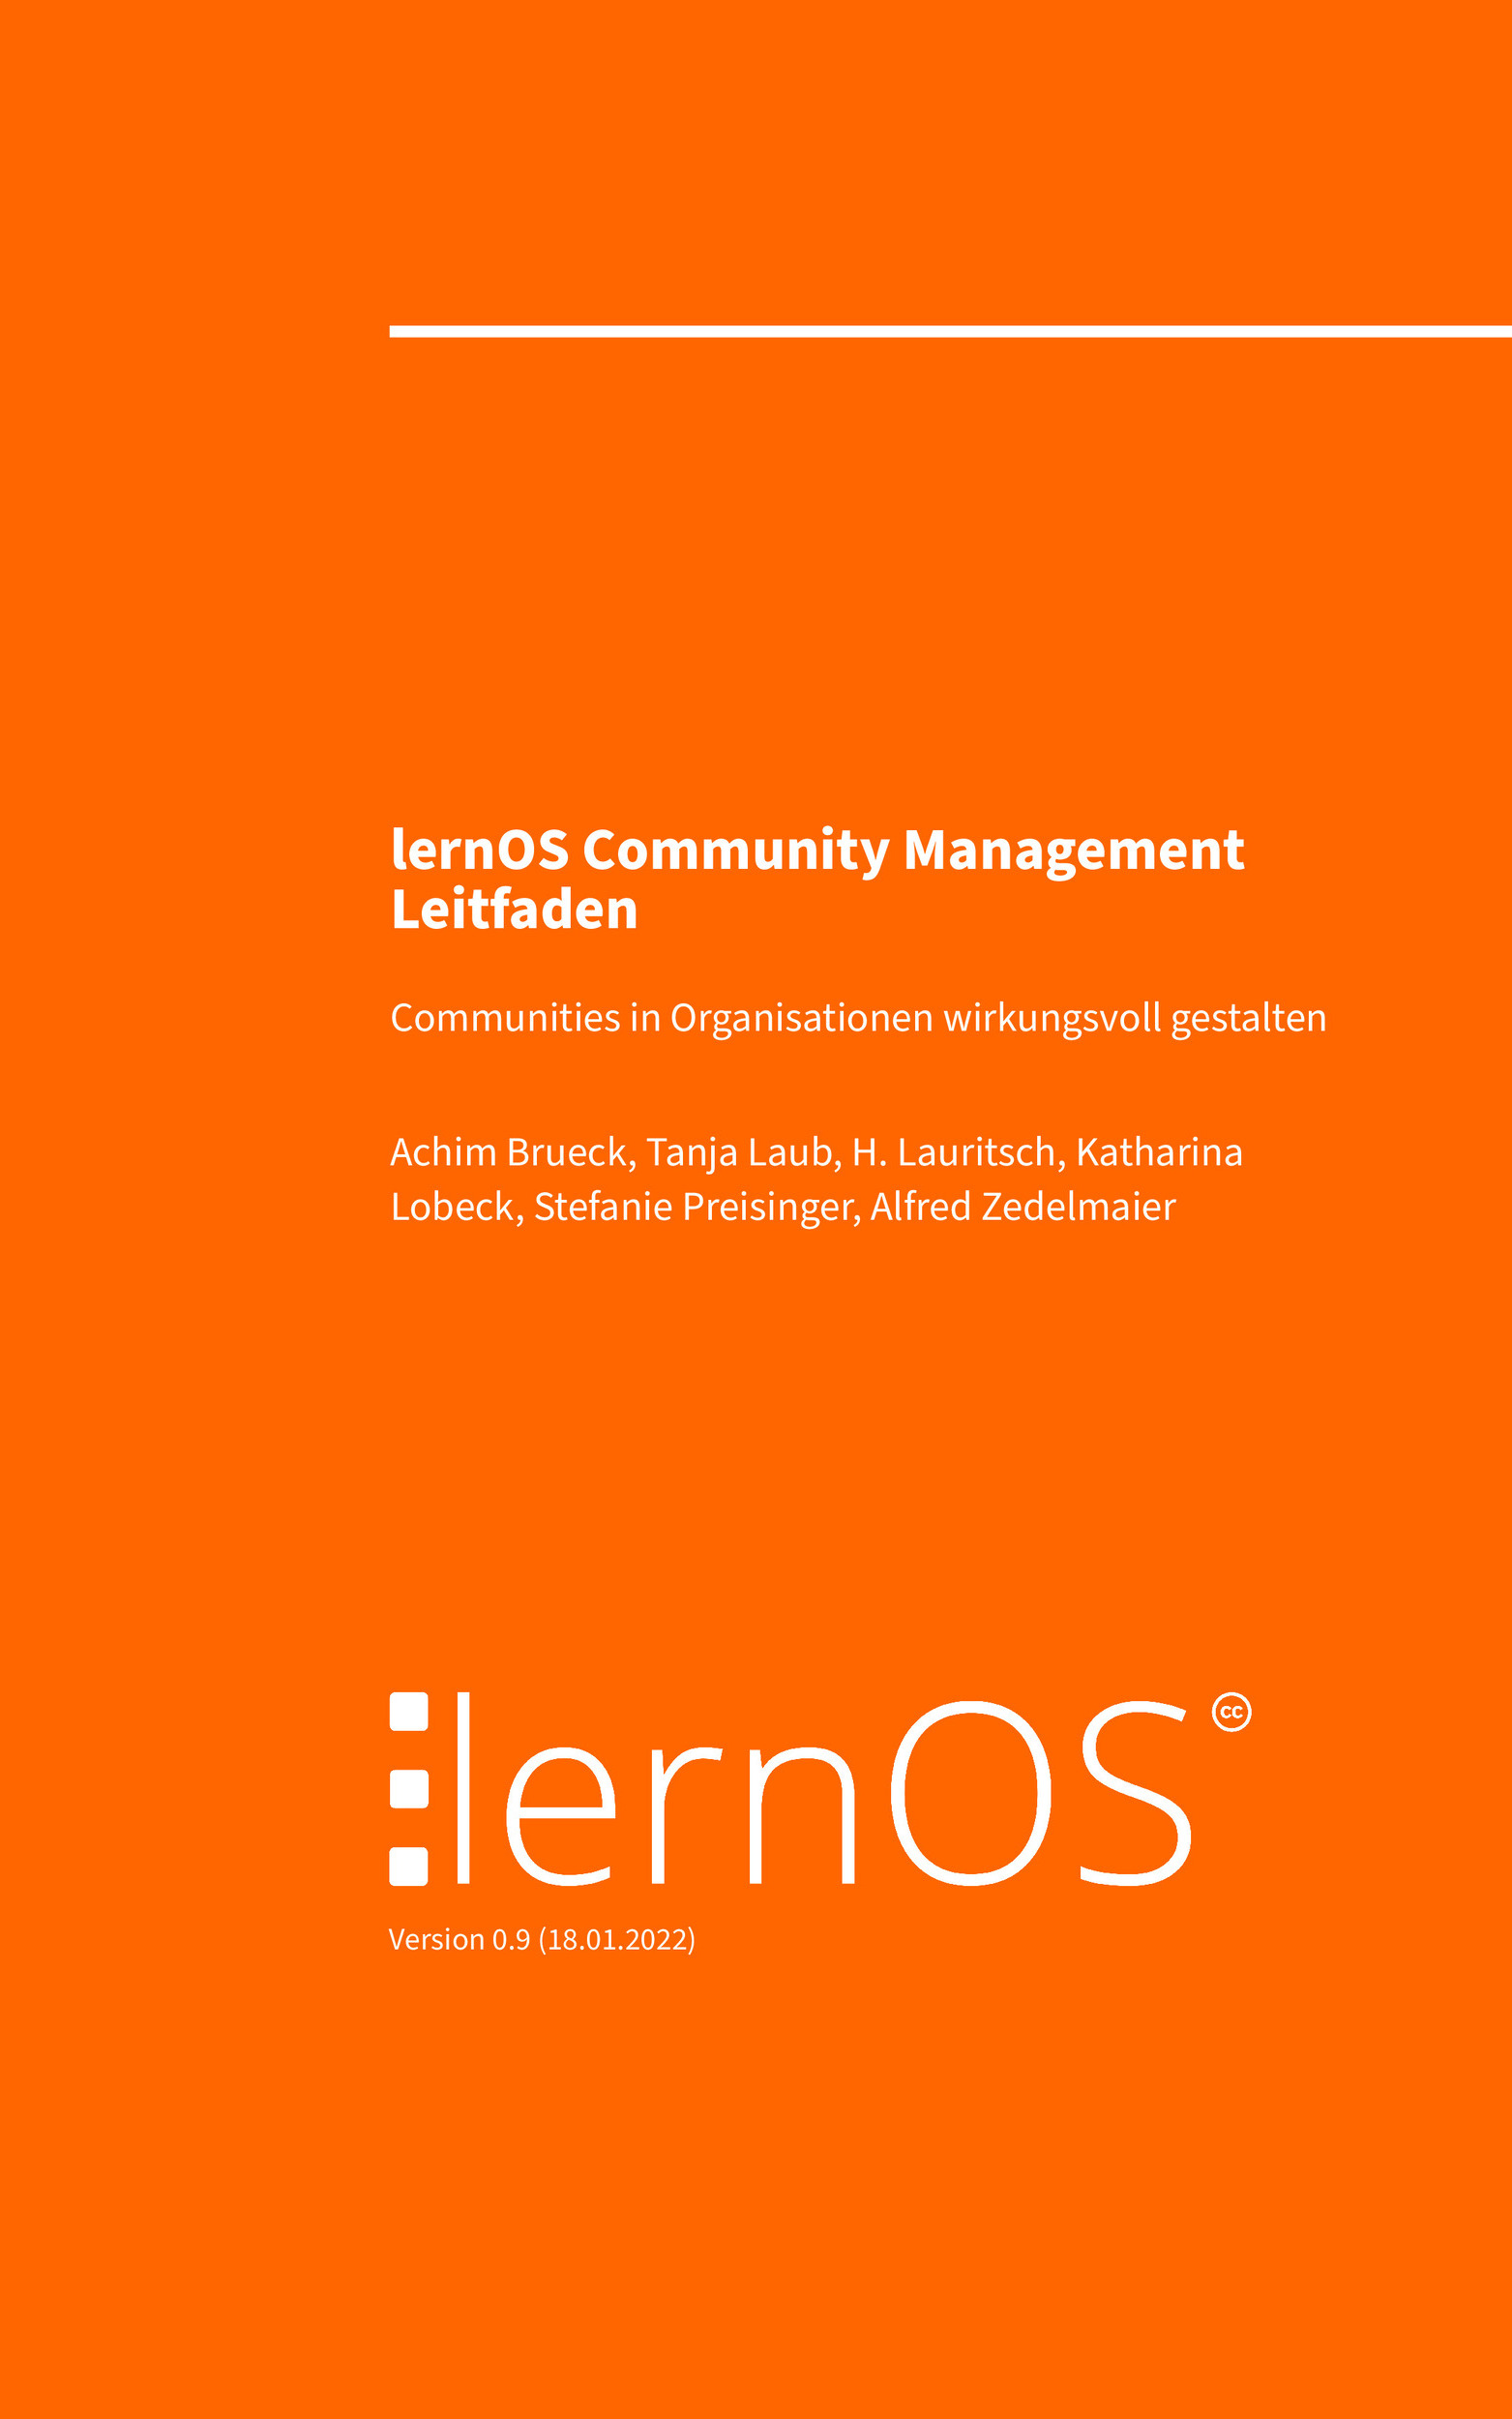 lernOS Community Management
Leitfaden
Communities in Organisationen wirkungsvoll gestalten
Achim Brueck, Tanja Laub, H. Lauritsch, Katharina
Lobeck, Stefanie Preisinger, Alfred Zedelmaier
lernOS cc
Version 0.9 (18.01.2022)